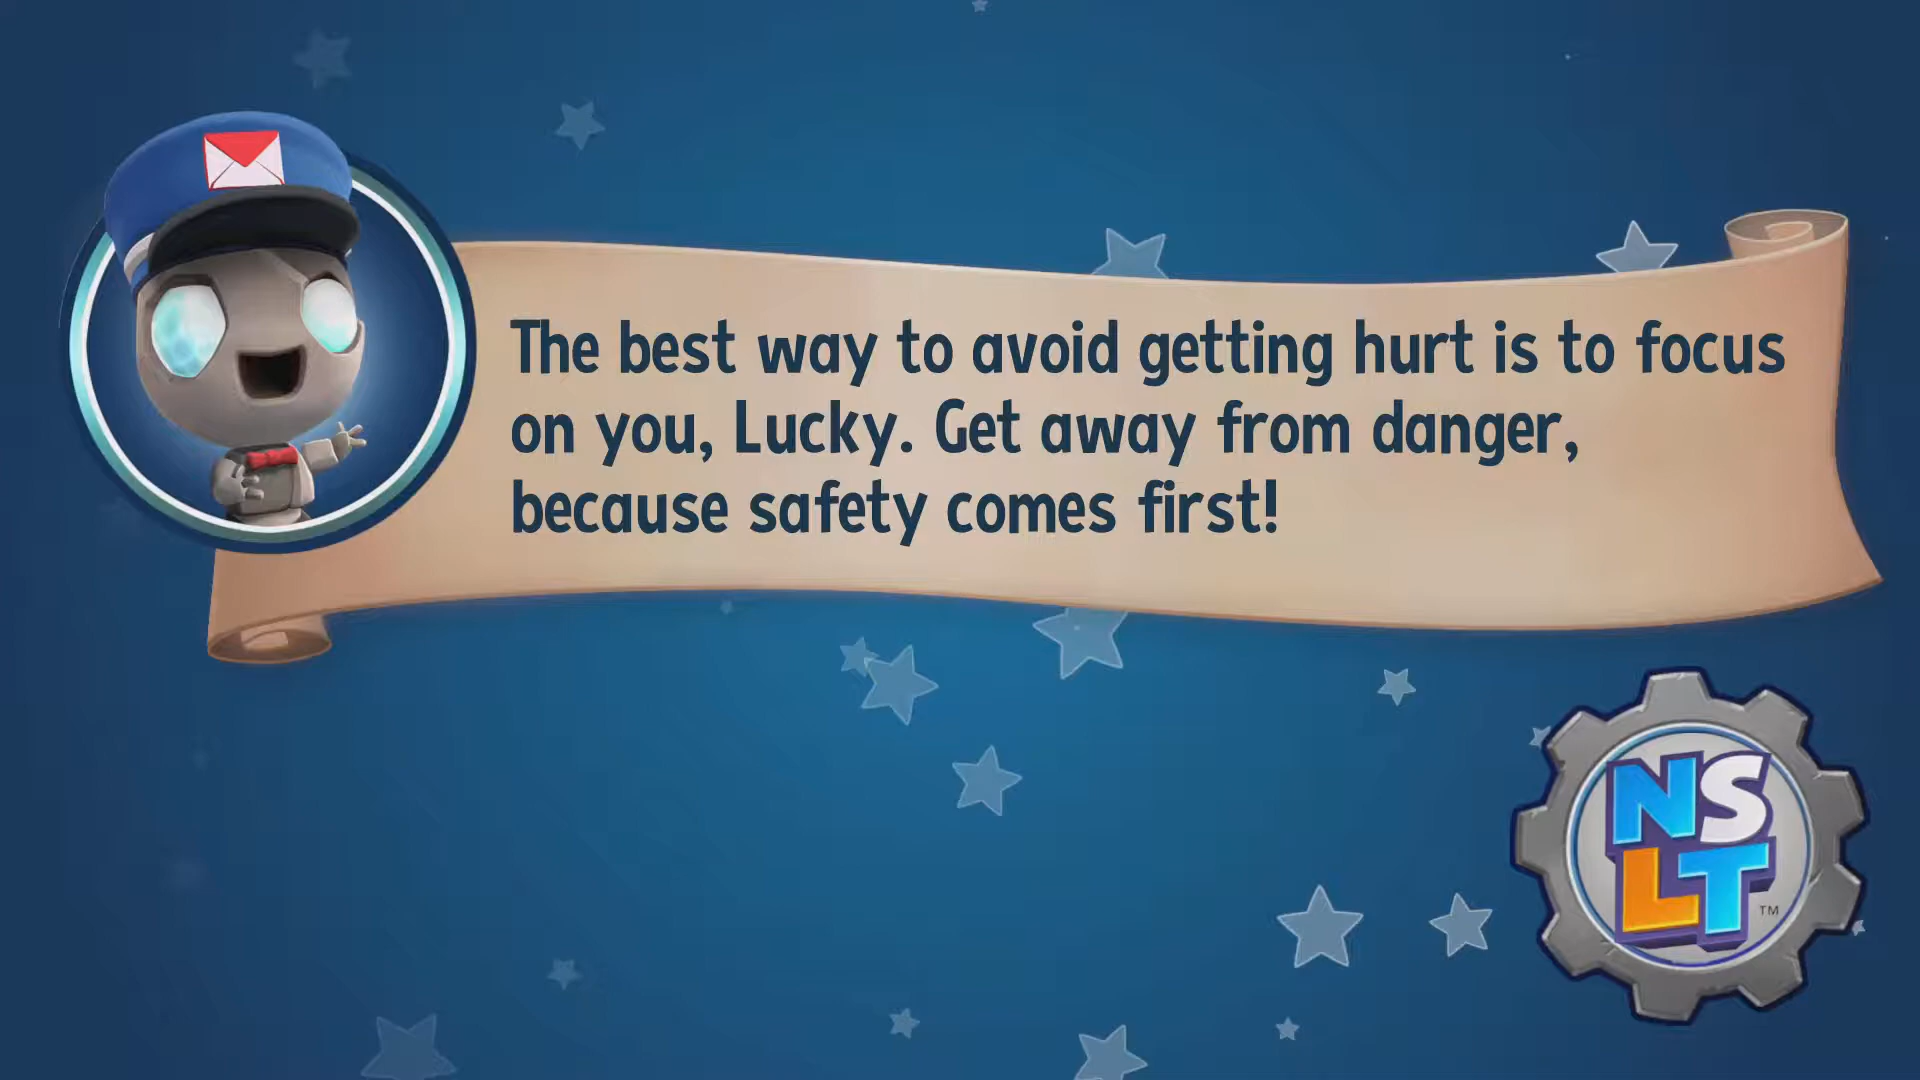 The best way to avoid getting hurt is to focus
on you, Lucky. Get away from danger,
because safety comes first!
NS
LT
TM